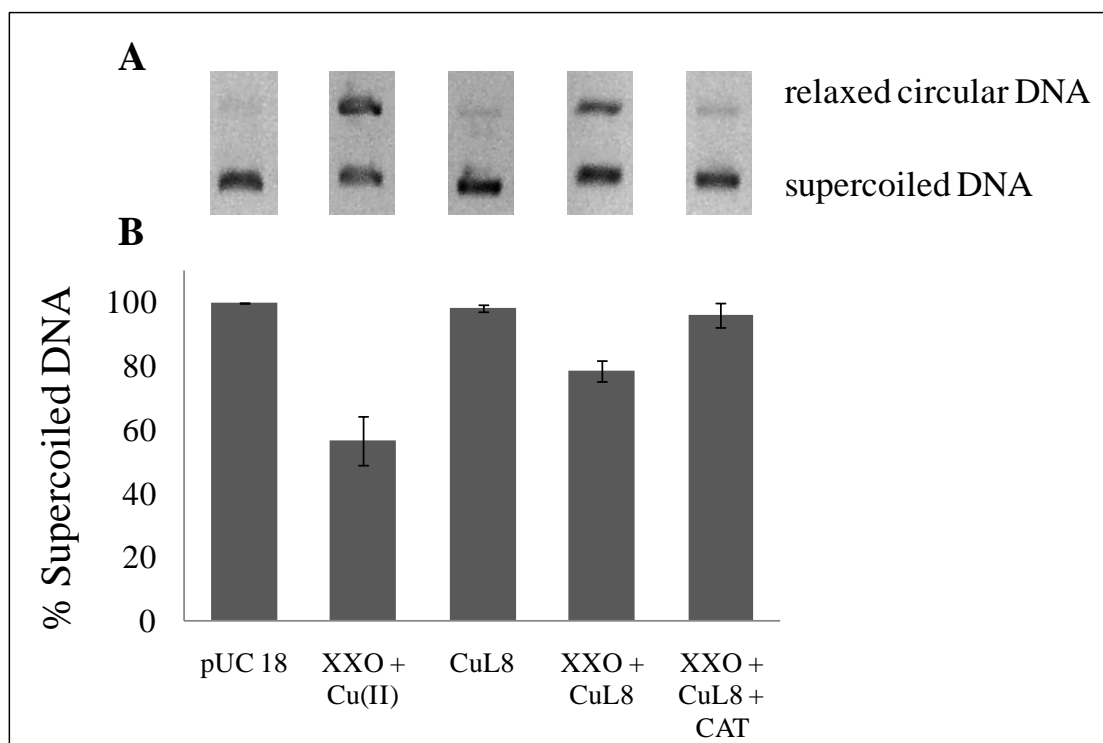 A
relaxed circular DNA
supercoiled DNA
B
% Supercoiled DNA
100
80
60
40
20
0
pUC 18
XXO +
Cu(II)
CuL8
XXO +
CuL8
XXO +
CuL8 +
CAT